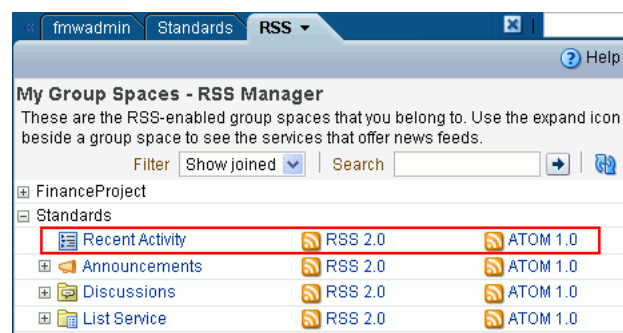 « fmwadmin Standards RSS
Help
My Group Spaces - RSS Manager
These are the RSS-enabled group spaces that you belong to. Use the expand icon
beside a group space to see the services that offer news feeds.
Filter Show joined Search
FinanceProject
Standards
Recent Activity RSS 2.0 ATOM 1.0
Announcements RSS 2.0 ATOM 1.0
Discussions RSS 2.0 ATOM 1.0
List Service RSS 2.0 ATOM 1.0